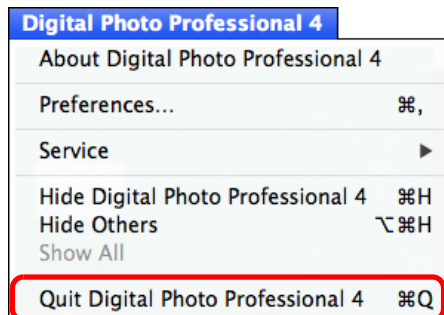 Digital Photo Professional 4
About Digital Photo Professional 4
Preferences... ⌘,
Service ▶
Hide Digital Photo Professional 4 ⌘H
Hide Others ⌥⌘H
Show All
Quit Digital Photo Professional 4 ⌘Q